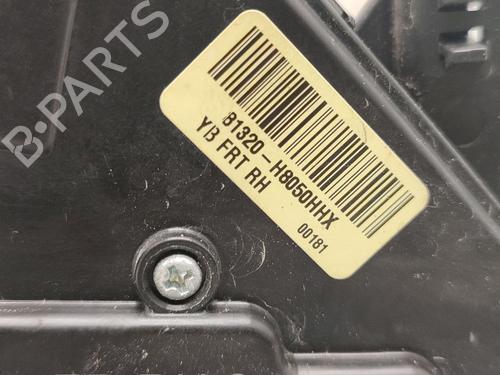 B-PARTS
81320-H8050HHX
YB FRT RH
00181